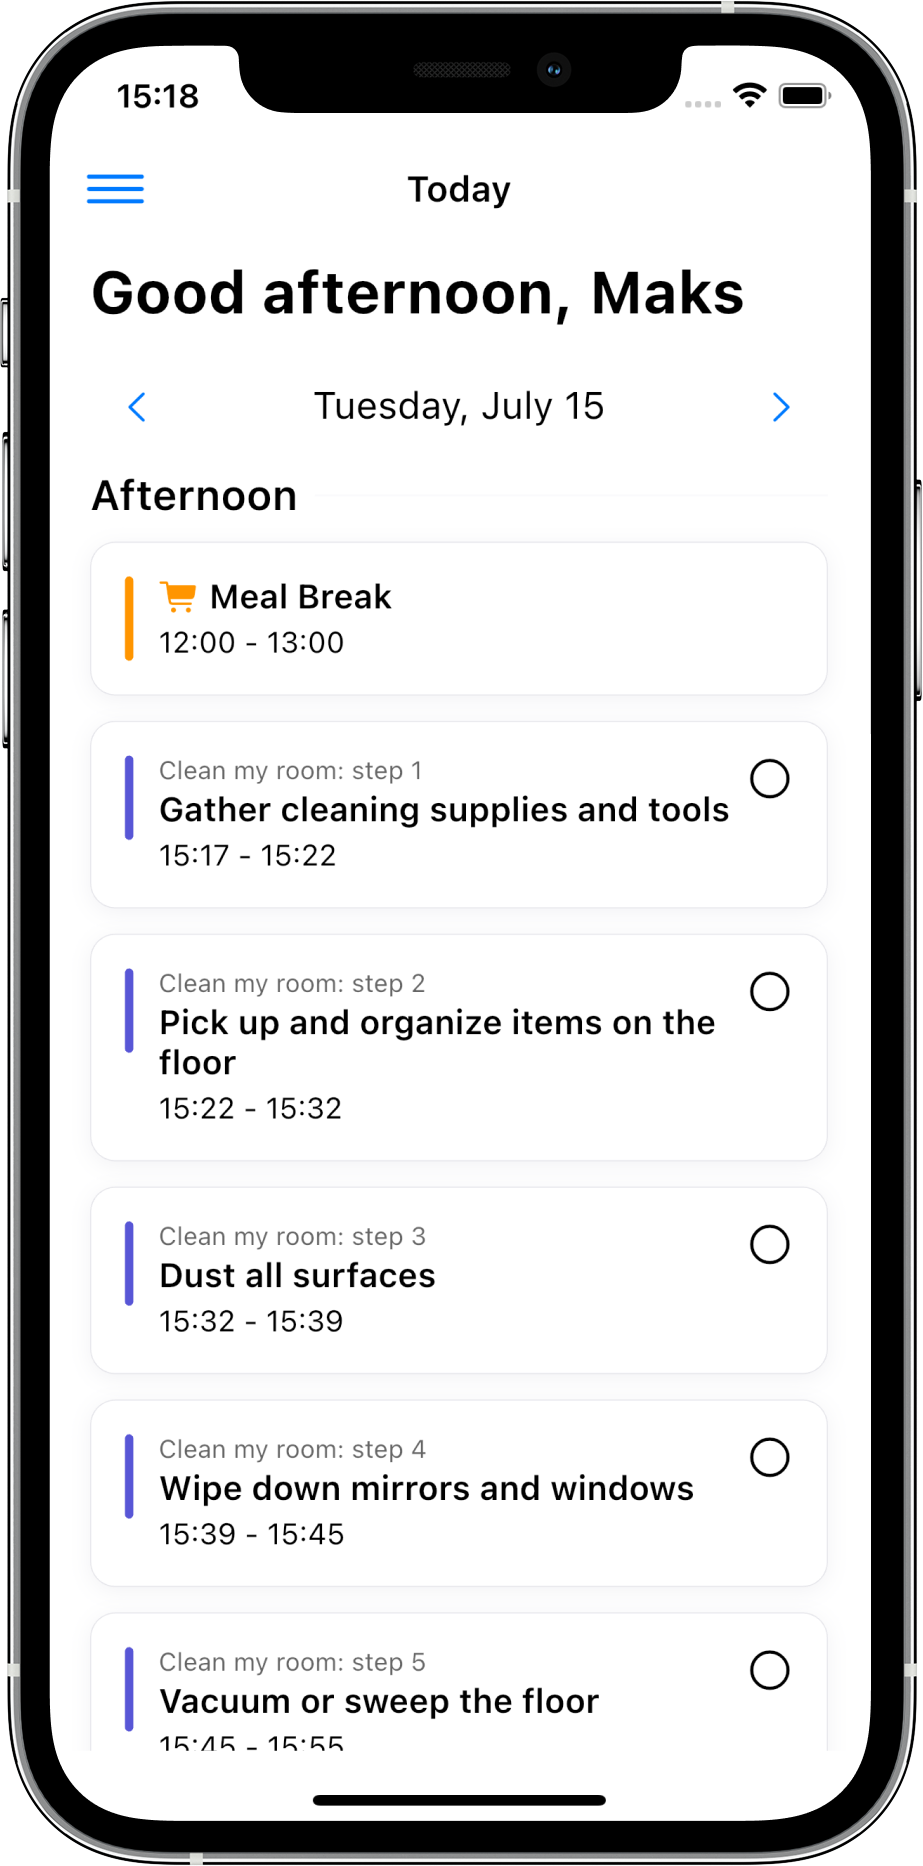 15:18
Today
Good afternoon, Maks
Tuesday, July 15
Afternoon
Meal Break
12:00 - 13:00
Clean my room: step 1
Gather cleaning supplies and tools
15:17 - 15:22
Clean my room: step 2
Pick up and organize items on the
floor
15:22 - 15:32
Clean my room: step 3
Dust all surfaces
15:32 - 15:39
Clean my room: step 4
Wipe down mirrors and windows
15:39 - 15:45
Clean my room: step 5
Vacuum or sweep the floor
15:45 - 15:55